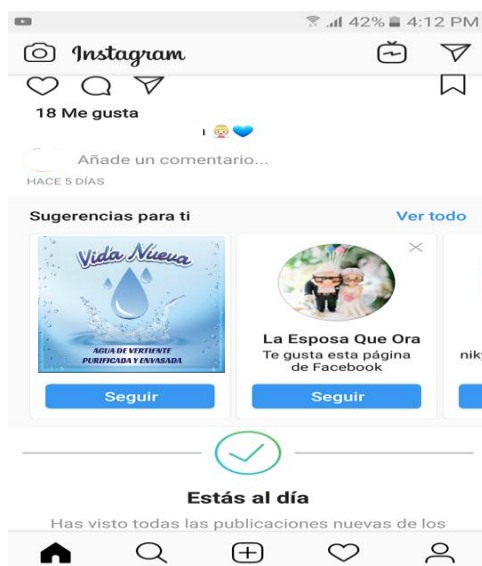 42% 4:12 PM
Instagram
18 Me gusta
Añade un comentario...
HACE 5 DÍAS
Sugerencias para ti
Ver todo
Vida Nueva
AGUA DE VERTIENTE
PURIFICADA Y ENVASADA
Seguir
La Esposa Que Ora
Te gusta esta página
de Facebook
Seguir
Estás al día
Has visto todas las publicaciones nuevas de los